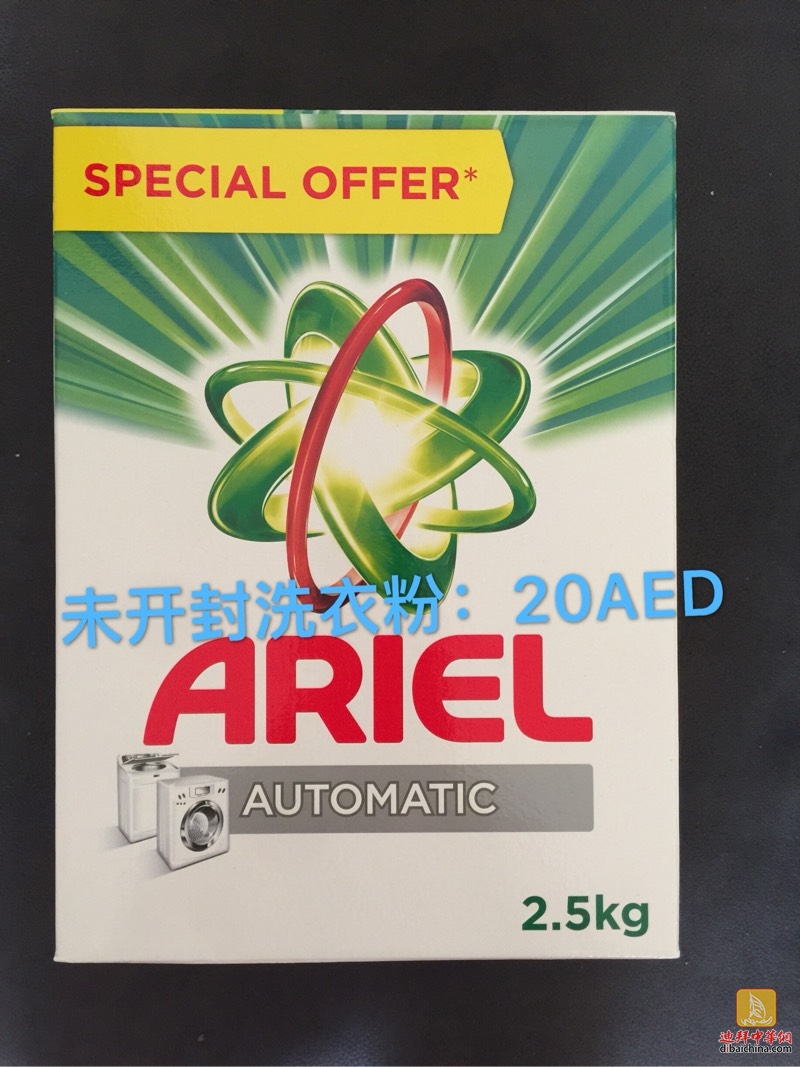 SPECIAL OFFER*
未开封洗衣粉：20AED
ARIEL
AUTOMATIC
2.5kg
迪拜中华网
dibaichina.com